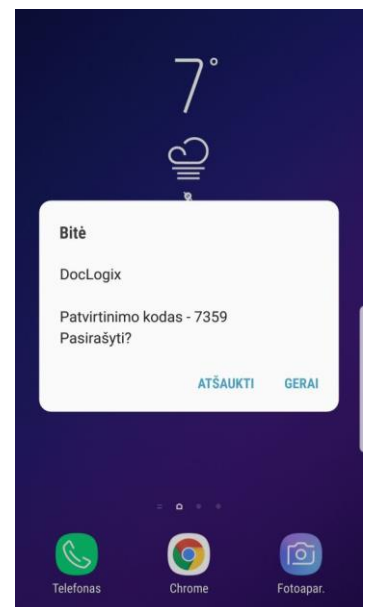 7°
Bitė
DocLogix
Patvirtinimo kodas - 7359
Pasirašyti?
ATŠAUKTI GERAI
Telefonas Chrome Fotoapar.